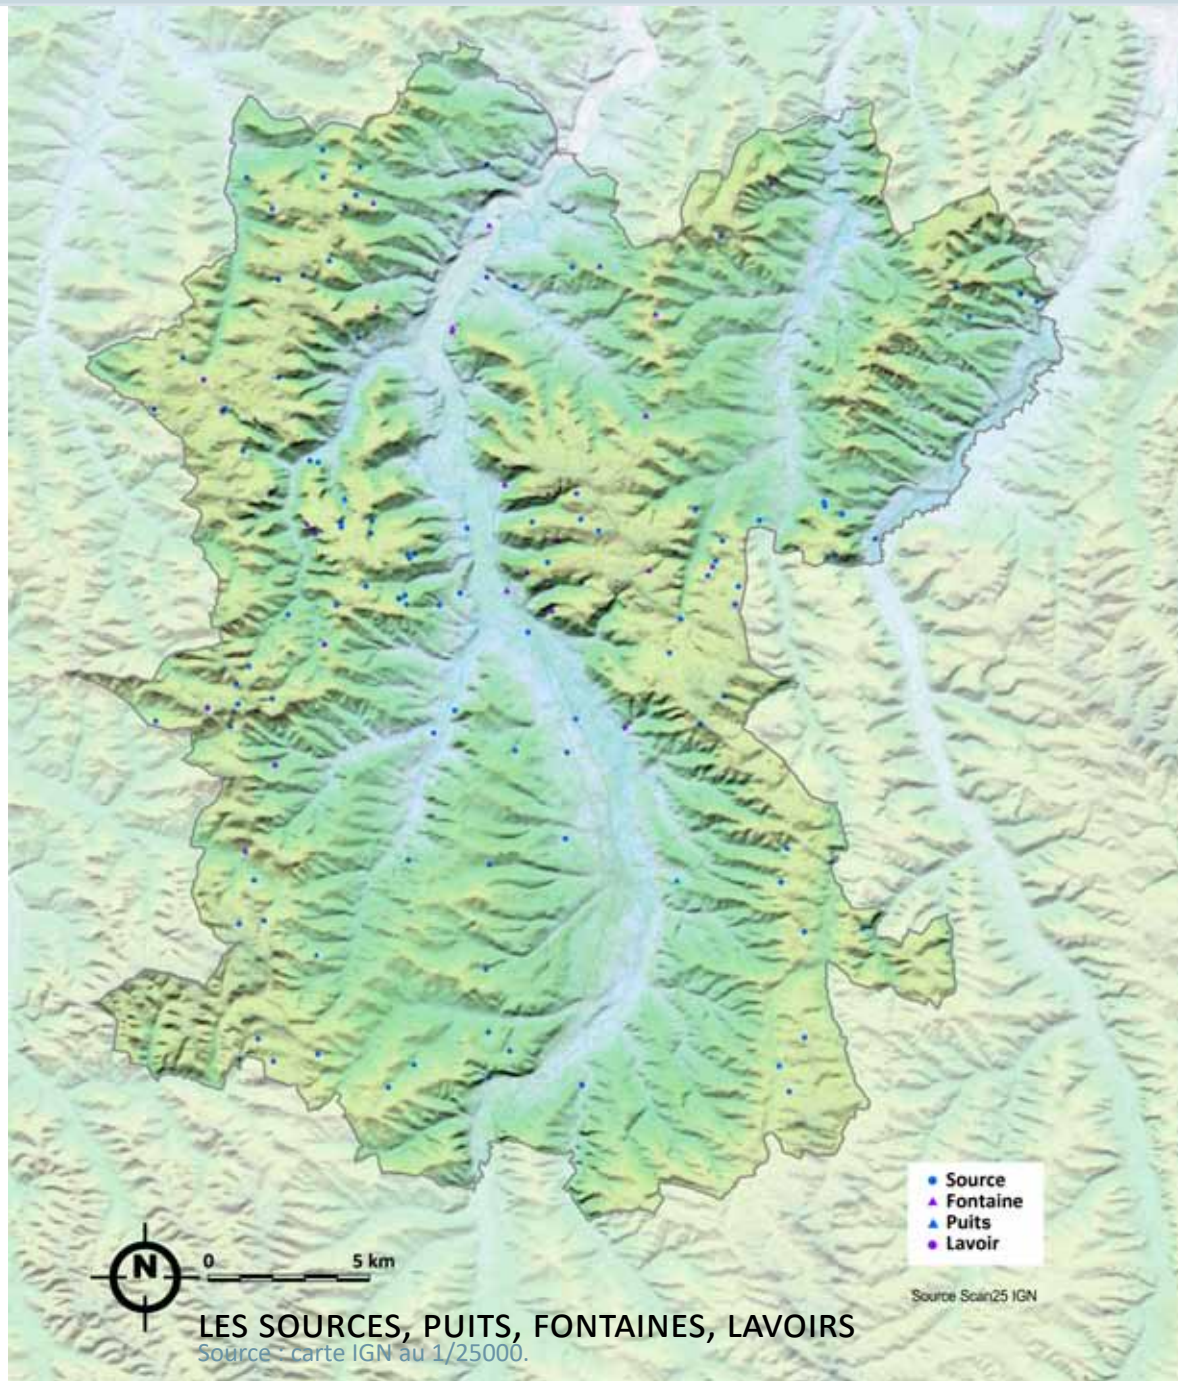 Source
Fontaine
Puits
Lavoir
Source Scan25 IGN
N
0 5 km
LES SOURCES, PUITS, FONTAINES, LAVOIRS
Source : carte IGN au 1/25000.